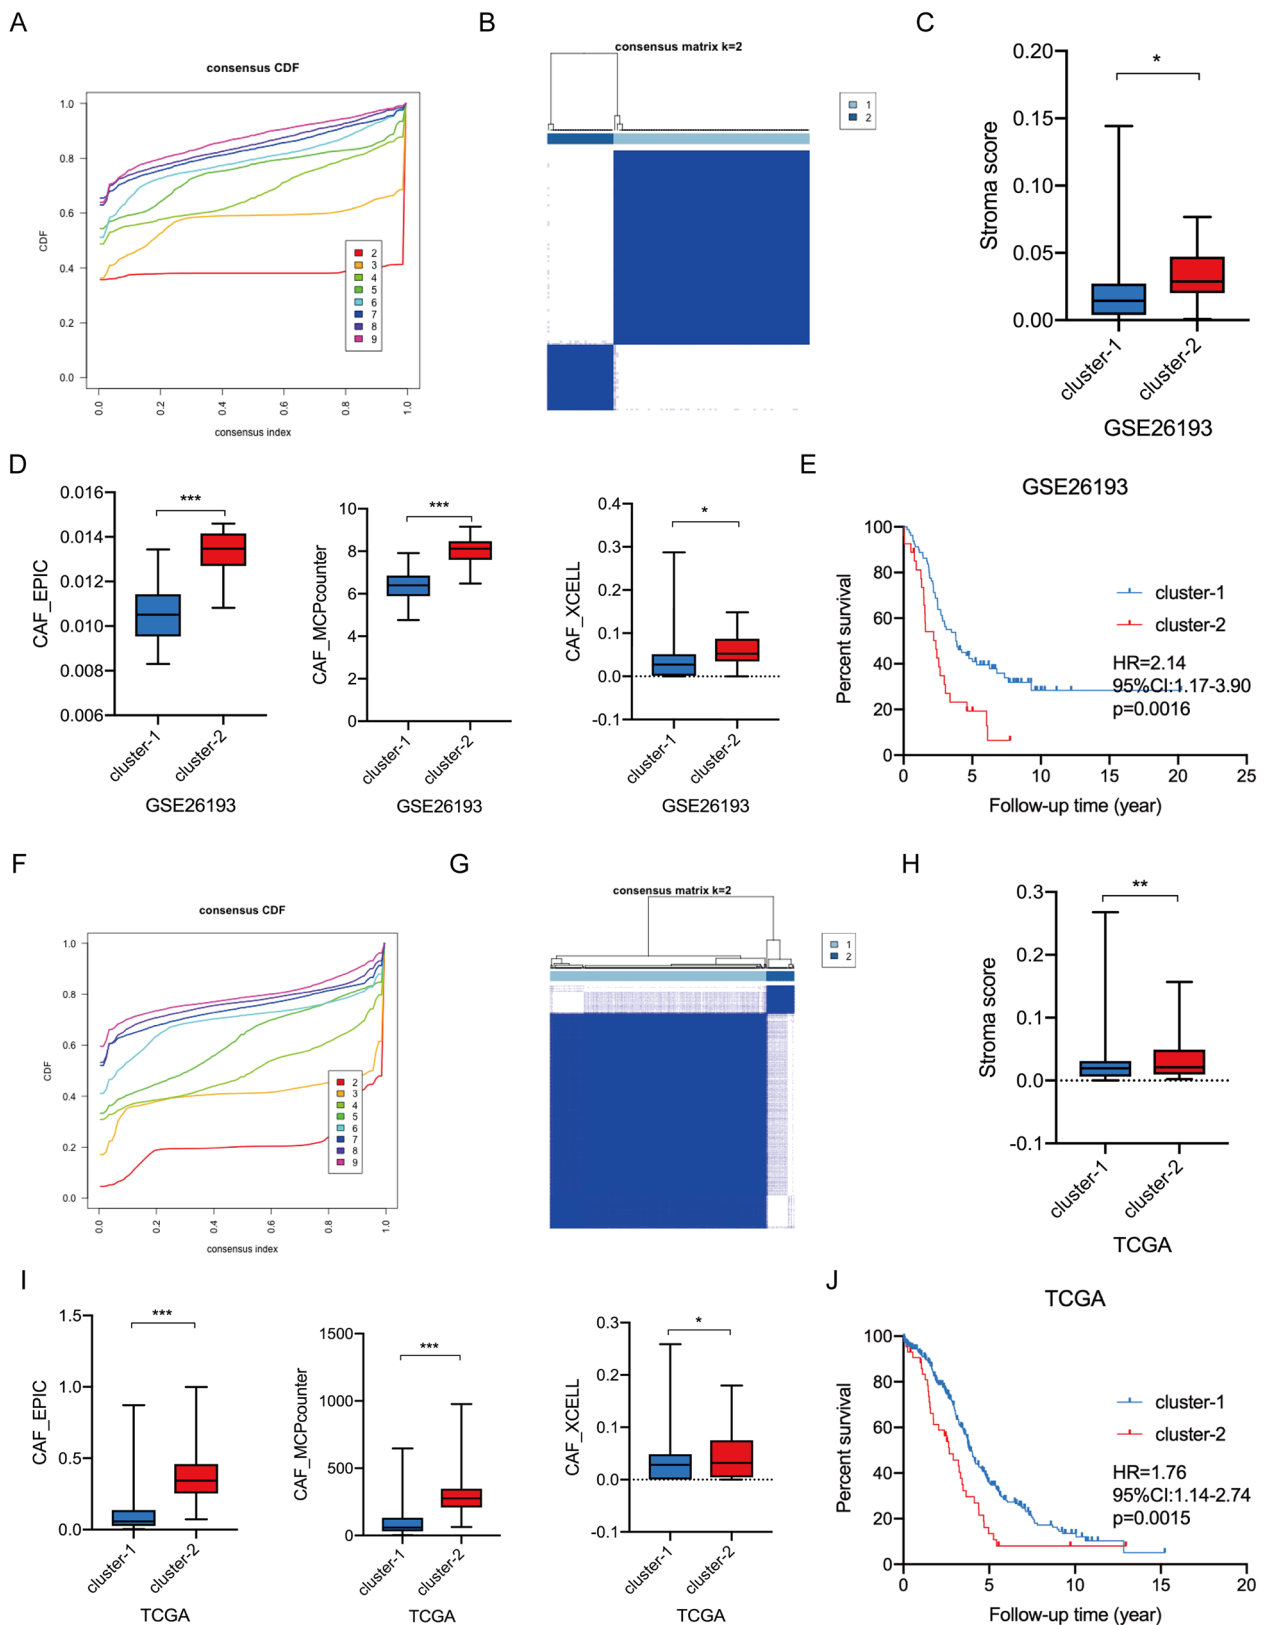 A
consensus CDF
CDF
1.0
0.8
0.6
0.4
0.2
0.0
2
3
4
5
6
7
8
9
0.0
0.2
0.4
0.6
0.8
1.0
consensus index
B
consensus matrix k=2
1
2
C
Stroma score
0.20
0.15
0.10
0.05
0.00
*
cluster-1
cluster-2
GSE26193
D
CAF_EPIC
0.016
0.014
0.012
0.010
0.008
0.006
***
cluster-1
cluster-2
GSE26193
CAF_MCPcounter
10
8
6
4
2
0
***
cluster-1
cluster-2
GSE26193
CAF_XCELL
0.4
0.3
0.2
0.1
0.0
-0.1
*
cluster-1
cluster-2
GSE26193
E
GSE26193
Percent survival
100
80
60
40
20
0
cluster-1
cluster-2
HR=2.14
95%CI:1.17-3.90
p=0.0016
0
5
10
15
20
25
Follow-up time (year)
F
consensus CDF
CDF
1.0
0.8
0.6
0.4
0.2
0.0
2
3
4
5
6
7
8
9
0.0
0.2
0.4
0.6
0.8
1.0
consensus index
G
consensus matrix k=2
1
2
H
Stroma score
0.3
0.2
0.1
0.0
-0.1
**
cluster-1
cluster-2
TCGA
I
CAF_EPIC
1.5
1.0
0.5
0.0
***
cluster-1
cluster-2
TCGA
CAF_MCPcounter
1500
1000
500
0
***
cluster-1
cluster-2
TCGA
CAF_XCELL
0.3
0.2
0.1
0.0
-0.1
*
cluster-1
cluster-2
TCGA
J
TCGA
Percent survival
100
80
60
40
20
0
cluster-1
cluster-2
HR=1.76
95%CI:1.14-2.74
p=0.0015
0
5
10
15
20
Follow-up time (year)